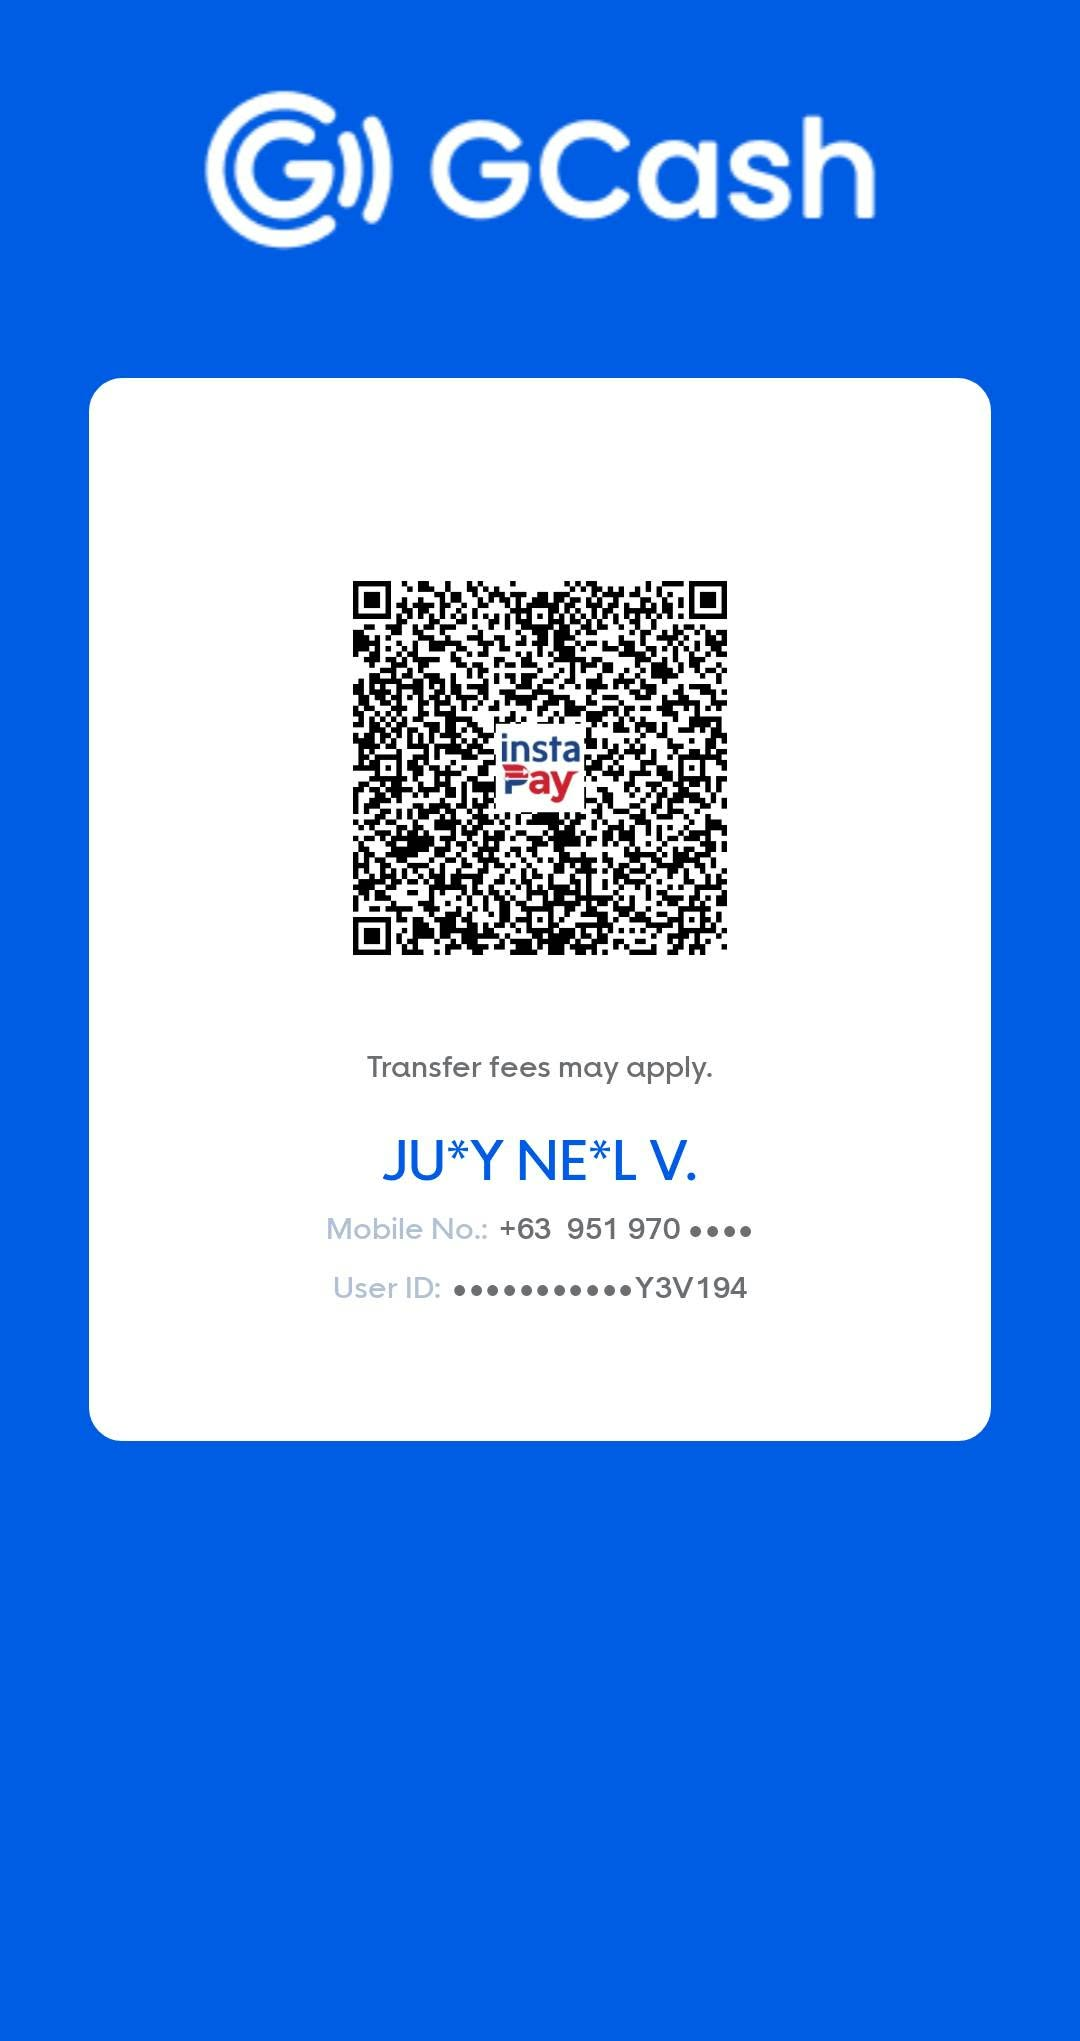 GCash
insta
Pay
Transfer fees may apply.
JU*Y NE*L V.
Mobile No.: +63 951 970 ••••
User ID: •••••••••••Y3V194